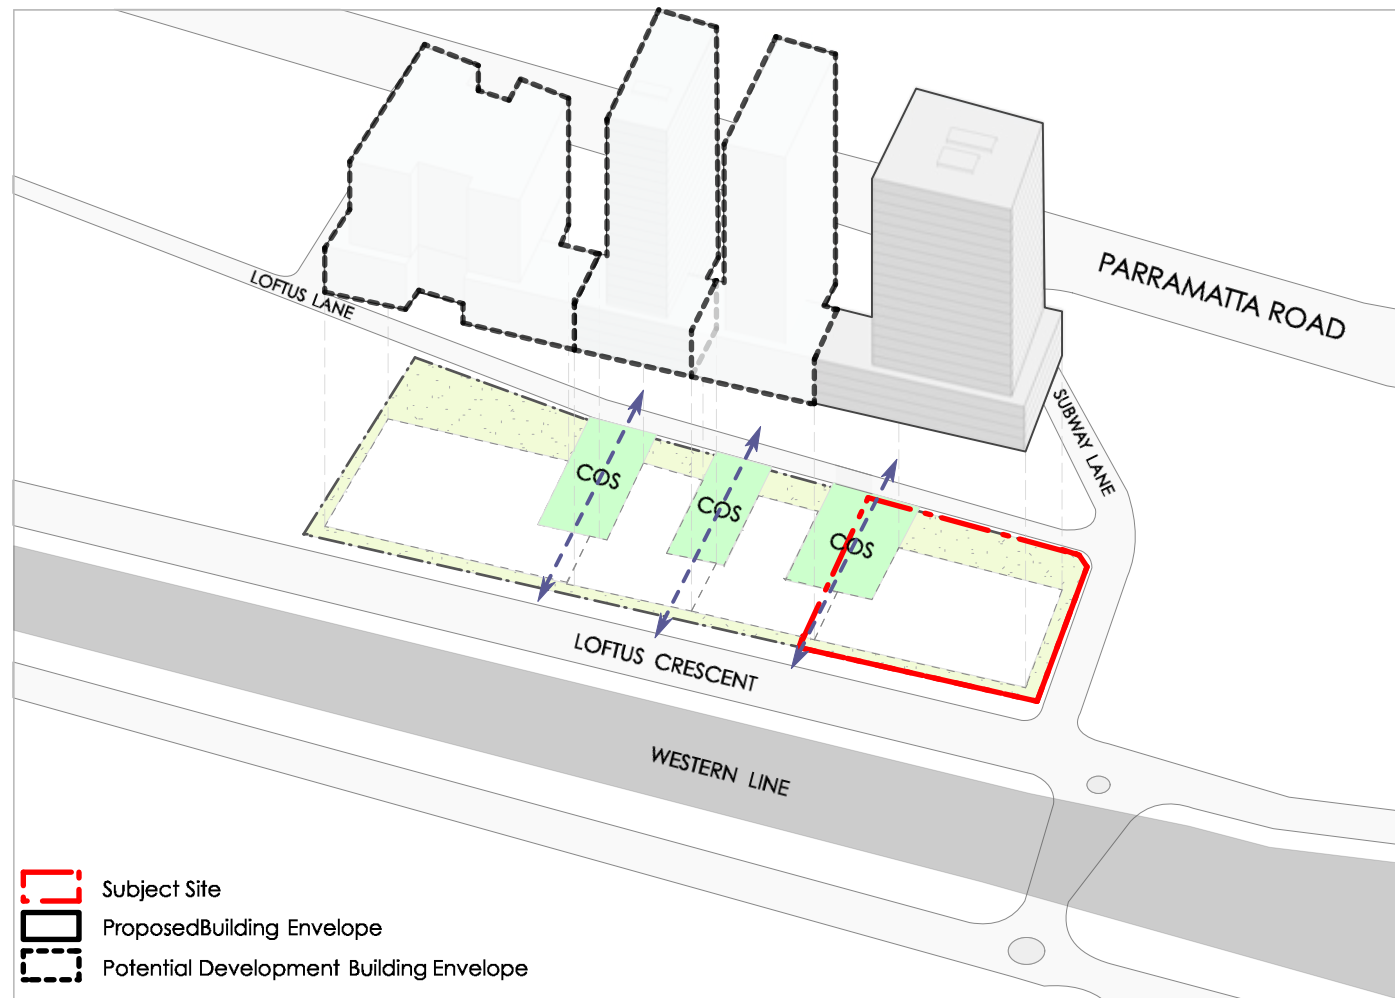 PARRAMATTA ROAD
LOFTUS LANE
SUBWAY LANE
COS
COS
COS
LOFTUS CRESCENT
WESTERN LINE
Subject Site
ProposedBuilding Envelope
Potential Development Building Envelope